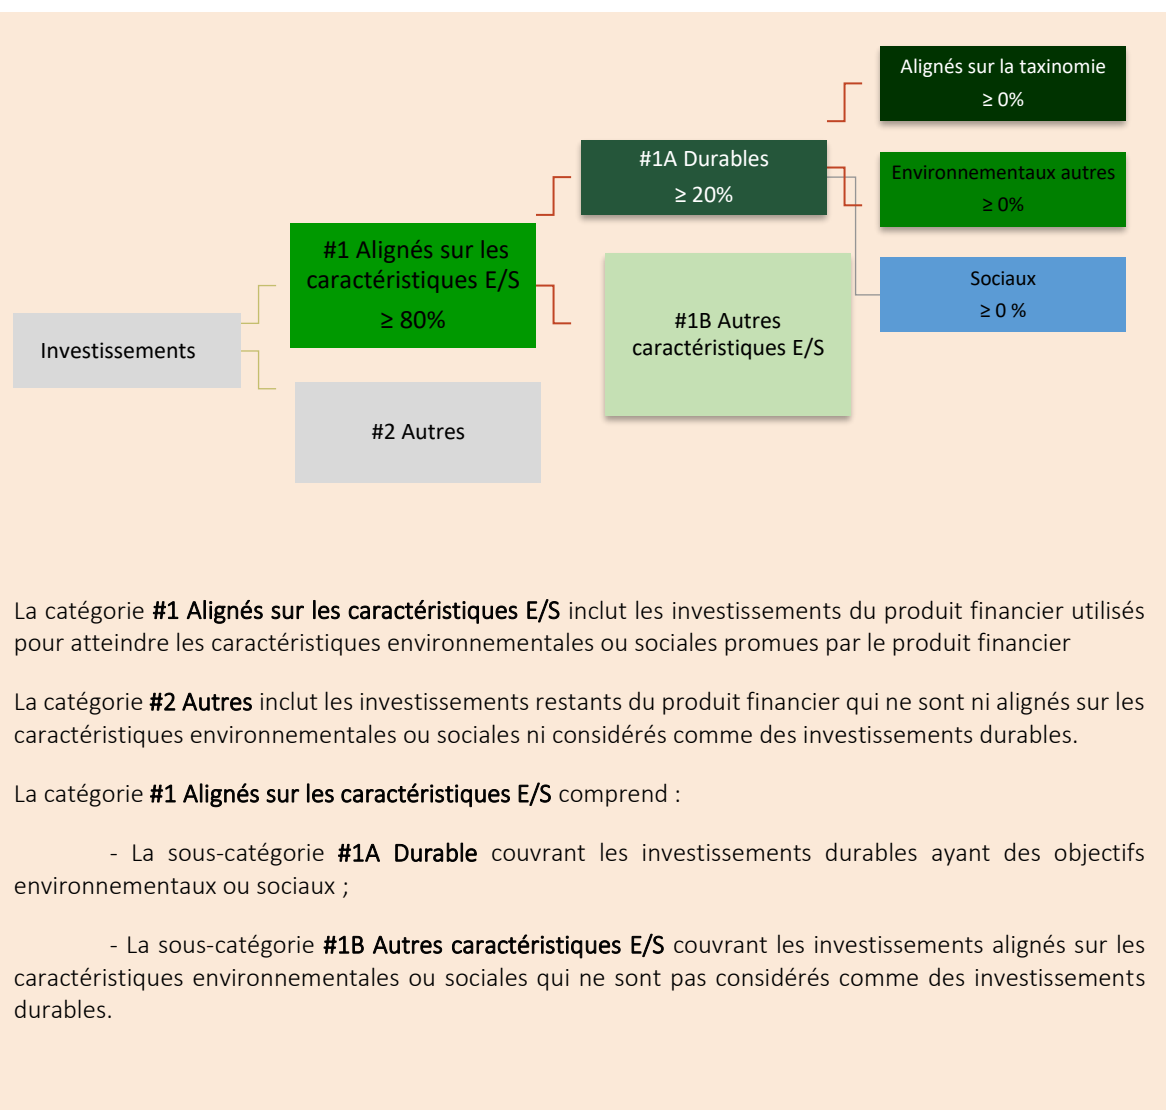 Alignés sur la taxinomie
≥ 0%
#1A Durables
≥ 20%
Environnementaux autres
≥ 0%
#1 Alignés sur les
caractéristiques E/S
≥ 80%
Sociaux
≥ 0 %
#1B Autres
caractéristiques E/S
Investissements
#2 Autres
La catégorie #1 Alignés sur les caractéristiques E/S inclut les investissements du produit financier utilisés
pour atteindre les caractéristiques environnementales ou sociales promues par le produit financier
La catégorie #2 Autres inclut les investissements restants du produit financier qui ne sont ni alignés sur les
caractéristiques environnementales ou sociales ni considérés comme des investissements durables.
La catégorie #1 Alignés sur les caractéristiques E/S comprend :
- La sous-catégorie #1A Durable couvrant les investissements durables ayant des objectifs
environnementaux ou sociaux ;
- La sous-catégorie #1B Autres caractéristiques E/S couvrant les investissements alignés sur les
caractéristiques environnementales ou sociales qui ne sont pas considérés comme des investissements
durables.